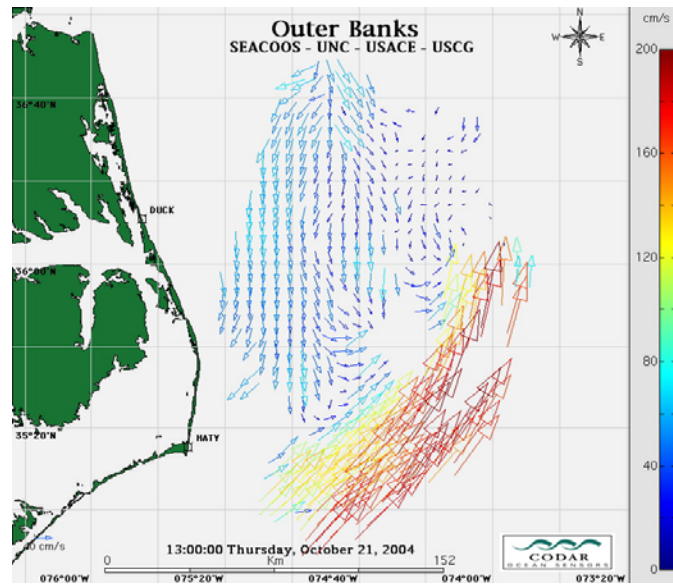 Outer Banks
SEACOOS - UNC - USACE - USCG
cm/s
N
W E
S
200
160
120
80
40
0
36°40'N
DUCK
36°00'N
35°20'N
HATY
cm/s
13:00:00 Thursday, October 21, 2004
0 Km 152
CODAR
OCEAN SENSORS
076°00'W
075°20'W
074°40'W
074°00'W
073°20'W